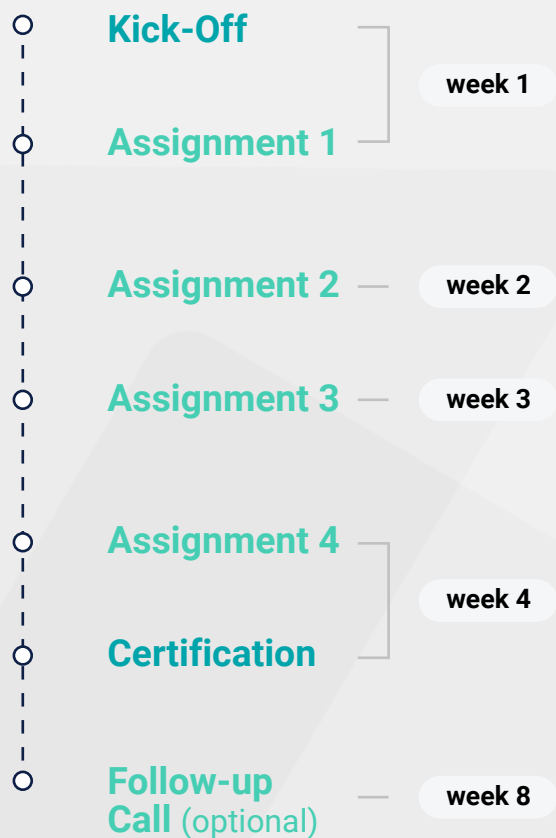 Kick-Off
week 1
Assignment 1
Assignment 2
week 2
Assignment 3
week 3
Assignment 4
week 4
Certification
Follow-up
Call (optional)
week 8